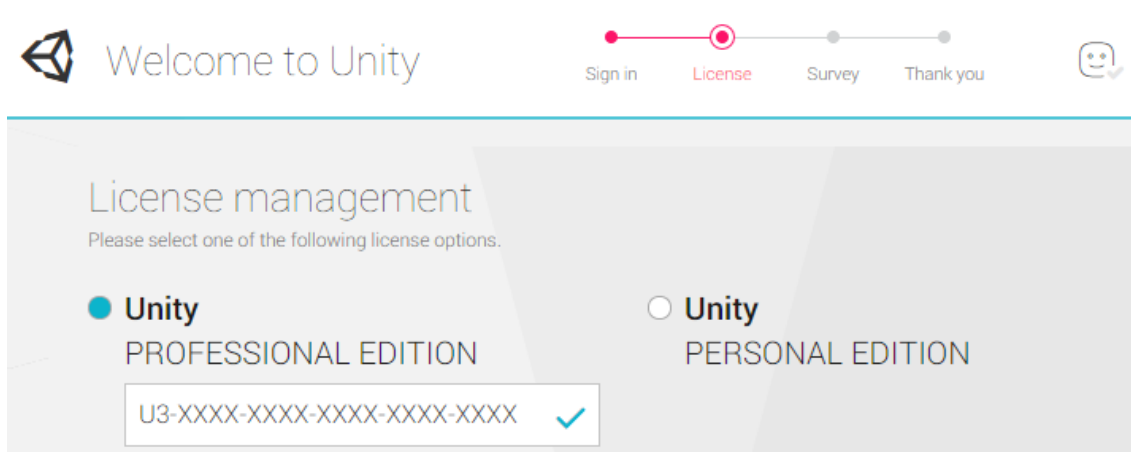 Welcome to Unity
Sign in
License
Survey
Thank you
License management
Please select one of the following license options.
Unity
PROFESSIONAL EDITION
U3-XXXX-XXXX-XXXX-XXXX-XXXX
Unity
PERSONAL EDITION